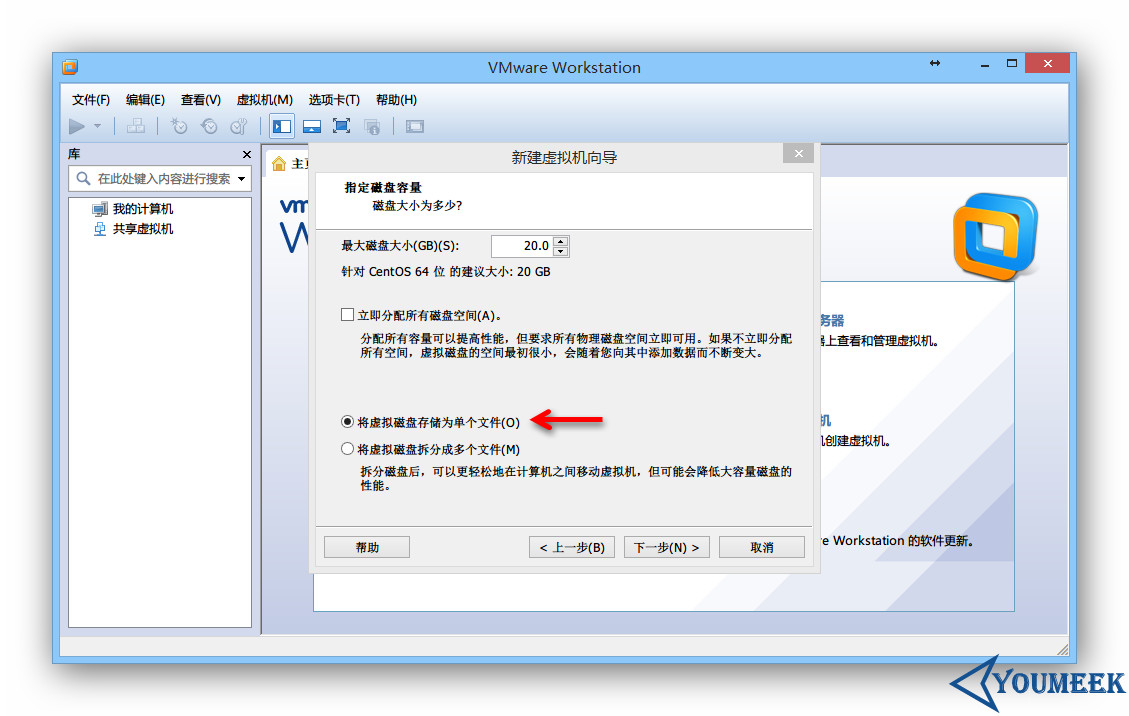 VMware Workstation
文件(F) 编辑(E) 查看(V) 虚拟机(M) 选项卡(T) 帮助(H)
库
在此处键入内容进行搜索
我的计算机
共享虚拟机
新建虚拟机向导
指定磁盘容量
磁盘大小为多少?
最大磁盘大小(GB)(S): 20.0
针对 CentOS 64 位 的建议大小: 20 GB
立即分配所有磁盘空间(A)。
分配所有容量可以提高性能，但要求所有物理磁盘空间立即可用。如果不立即分配
所有空间，虚拟磁盘的空间最初很小，会随着您向其中添加数据而不断变大。
将虚拟磁盘存储为单个文件(O)
将虚拟磁盘拆分成多个文件(M)
拆分磁盘后，可以更轻松地在计算机之间移动虚拟机，但可能会降低大容量磁盘的
性能。
帮助
< 上一步(B)
下一步(N) >
取消
主
vm
W
务器
上查看和管理虚拟机。
机
创建虚拟机。
e Workstation 的软件更新。
YOUMEEK